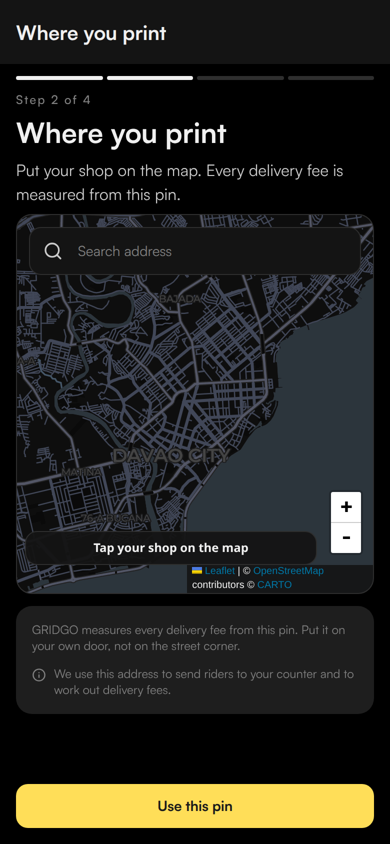 Where you print
Step 2 of 4
Where you print
Put your shop on the map. Every delivery fee is
measured from this pin.
Search address
BAJADA
DAVAO CITY
Tap your shop on the map
+
-
Leaflet | © OpenStreetMap
contributors © CARTO
GRIDGO measures every delivery fee from this pin. Put it on
your own door, not on the street corner.
We use this address to send riders to your counter and to
work out delivery fees.
Use this pin